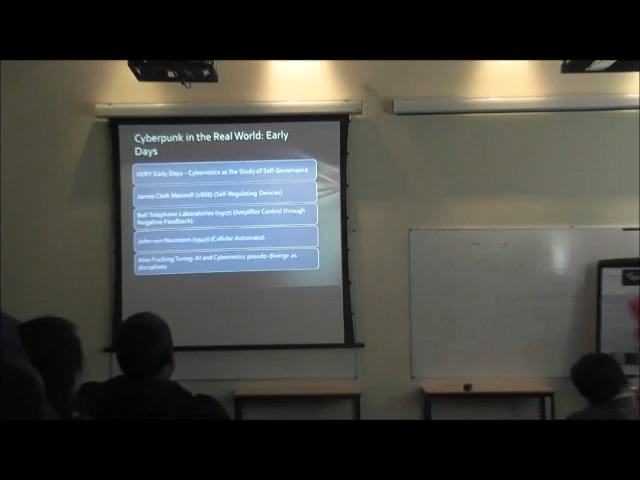 Cyberpunk in the Real World: Early
Days
VERY Early Days – Cybernetics as the Study of Self-Governance
James Clark Maxwell (1868) (Self-Regulating Devices)
Bell Telephone Laboratories (1927) (Amplifier Control through
Negative Feedback)
John von Neumann (1940) (Cellular Automata)
Alan Fucking Turing: AI and Cybernetics pseudo-diverge as
disciplines